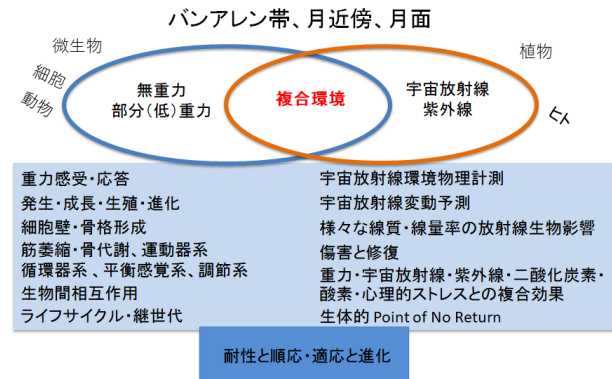 バンアレン帯、月近傍、月面
微生物
細胞
動物
植物
ヒト
無重力
部分(低)重力
複合環境
宇宙放射線
紫外線
重力感受・応答
発生・成長・生殖・進化
細胞壁・骨格形成
筋萎縮・骨代謝、運動器系
循環器系、平衡感覚系、調節系
生物間相互作用
ライフサイクル・継世代
宇宙放射線環境物理計測
宇宙放射線変動予測
様々な線質・線量率の放射線生物影響
傷害と修復
重力・宇宙放射線・紫外線・二酸化炭素・
酸素・心理的ストレスとの複合効果
生体的 Point of No Return
耐性と順応・適応と進化